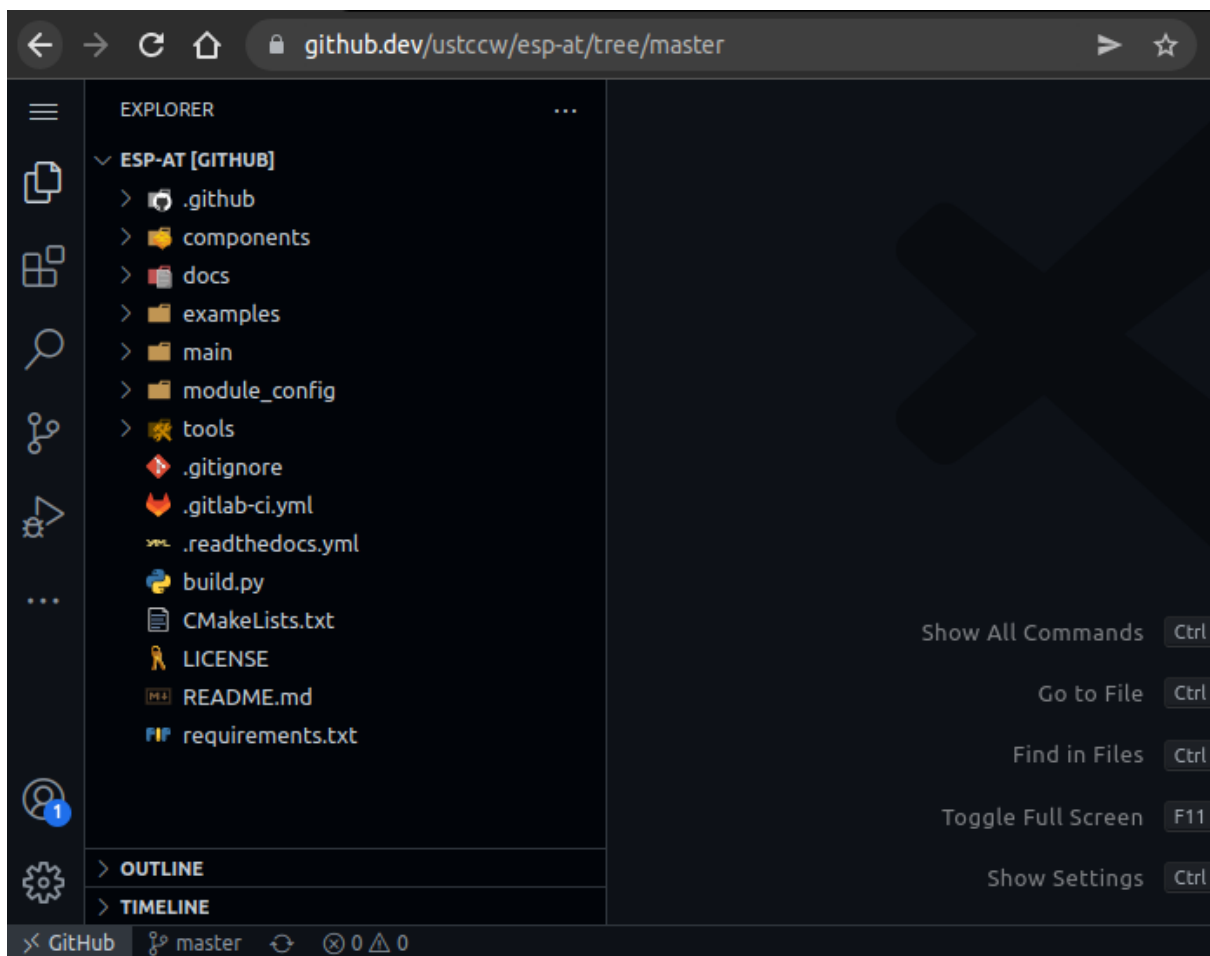 github.dev/ustccw/esp-at/tree/master
EXPLORER
ESP-AT [GITHUB]
.github
components
docs
examples
main
module_config
tools
.gitignore
.gitlab-ci.yml
YML .readthedocs.yml
build.py
CMakeLists.txt
LICENSE
M↓ README.md
PIP requirements.txt
OUTLINE
TIMELINE
Show All Commands Ctrl
Go to File Ctrl
Find in Files Ctrl
Toggle Full Screen F11
Show Settings Ctrl
1
GitHub master 0 0